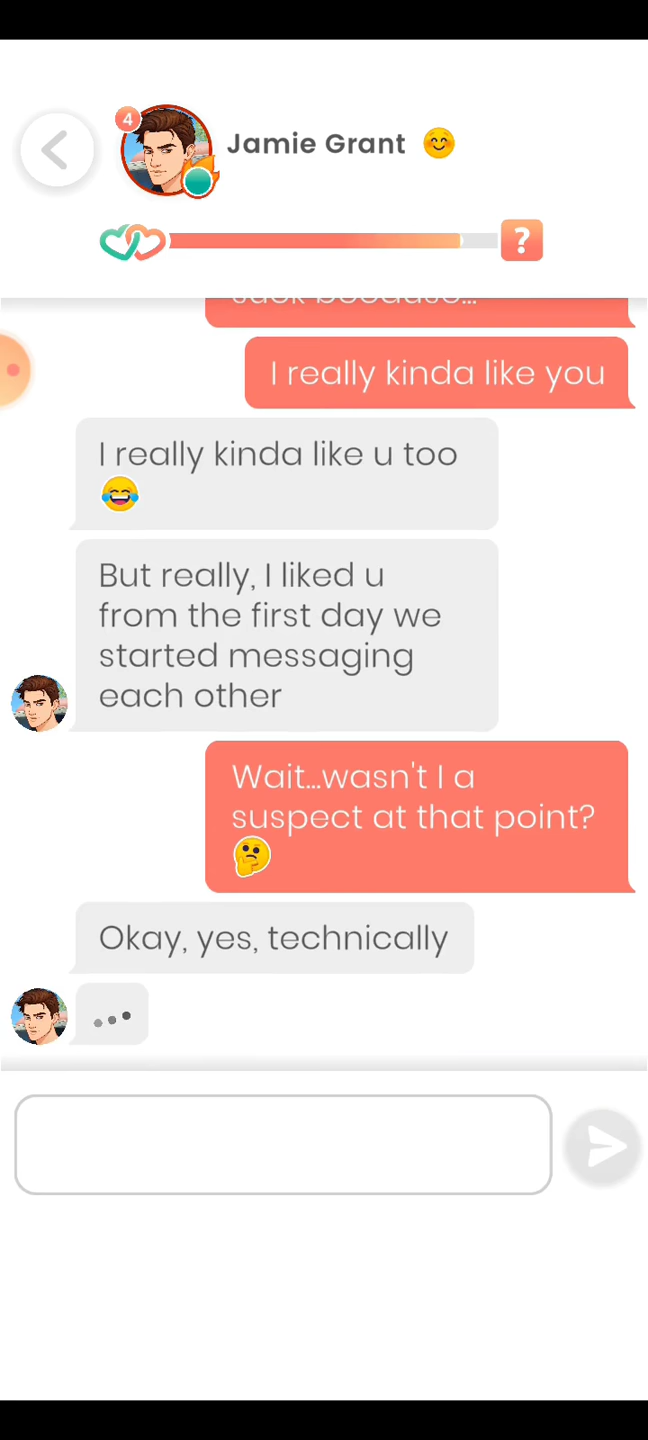 4
Jamie Grant 😊
?
I really kinda like you
I really kinda like u too
😂
But really, I liked u
from the first day we
started messaging
each other
Wait...wasn't I a
suspect at that point?
🤔
Okay, yes, technically